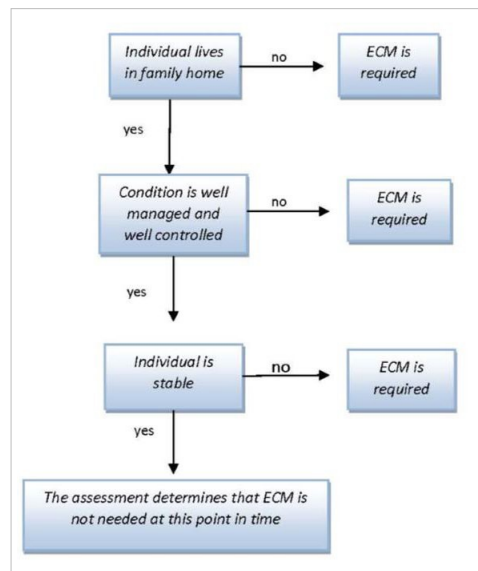 Individual lives
in family home
no
ECM is
required
yes
Condition is well
managed and
well controlled
no
ECM is
required
yes
Individual is
stable
no
ECM is
required
yes
The assessment determines that ECM is
not needed at this point in time